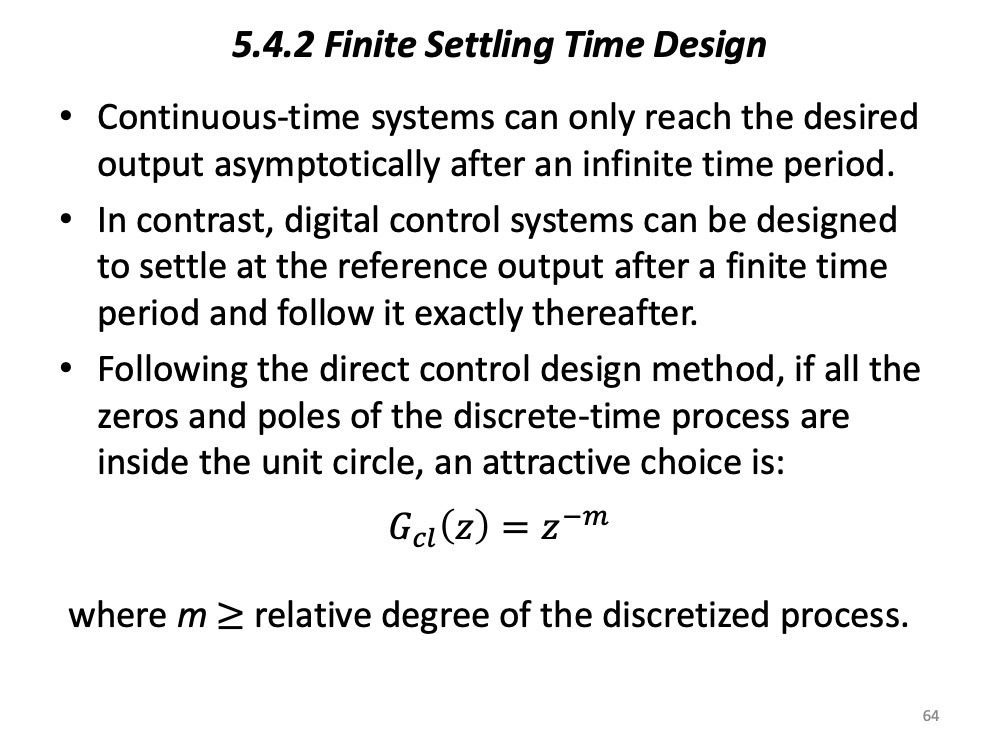 5.4.2 Finite Settling Time Design
• Continuous-time systems can only reach the desired
output asymptotically after an infinite time period.
• In contrast, digital control systems can be designed
to settle at the reference output after a finite time
period and follow it exactly thereafter.
• Following the direct control design method, if all the
zeros and poles of the discrete-time process are
inside the unit circle, an attractive choice is:
$G_{cl}(z) = z^{-m}$
where m ≥ relative degree of the discretized process.
64